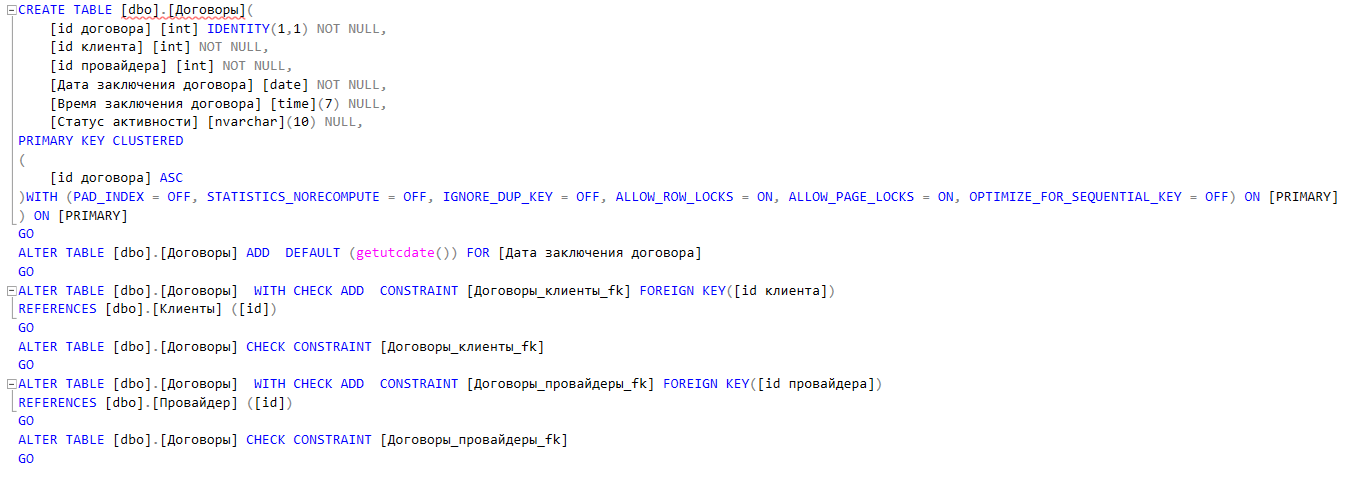 CREATE TABLE [dbo].[Договоры](
[id договора] [int] IDENTITY(1,1) NOT NULL,
[id клиента] [int] NOT NULL,
[id провайдера] [int] NOT NULL,
[Дата заключения договора] [date] NOT NULL,
[Время заключения договора] [time](7) NULL,
[Статус активности] [nvarchar](10) NULL,
PRIMARY KEY CLUSTERED
(
[id договора] ASC
)WITH (PAD_INDEX = OFF, STATISTICS_NORECOMPUTE = OFF, IGNORE_DUP_KEY = OFF, ALLOW_ROW_LOCKS = ON, ALLOW_PAGE_LOCKS = ON, OPTIMIZE_FOR_SEQUENTIAL_KEY = OFF) ON [PRIMARY]
) ON [PRIMARY]
GO
ALTER TABLE [dbo].[Договоры] ADD  DEFAULT (getutcdate()) FOR [Дата заключения договора]
GO
ALTER TABLE [dbo].[Договоры]  WITH CHECK ADD  CONSTRAINT [Договоры_клиенты_fk] FOREIGN KEY([id клиента])
REFERENCES [dbo].[Клиенты] ([id])
GO
ALTER TABLE [dbo].[Договоры] CHECK CONSTRAINT [Договоры_клиенты_fk]
GO
ALTER TABLE [dbo].[Договоры]  WITH CHECK ADD  CONSTRAINT [Договоры_провайдеры_fk] FOREIGN KEY([id провайдера])
REFERENCES [dbo].[Провайдер] ([id])
GO
ALTER TABLE [dbo].[Договоры] CHECK CONSTRAINT [Договоры_провайдеры_fk]
GO